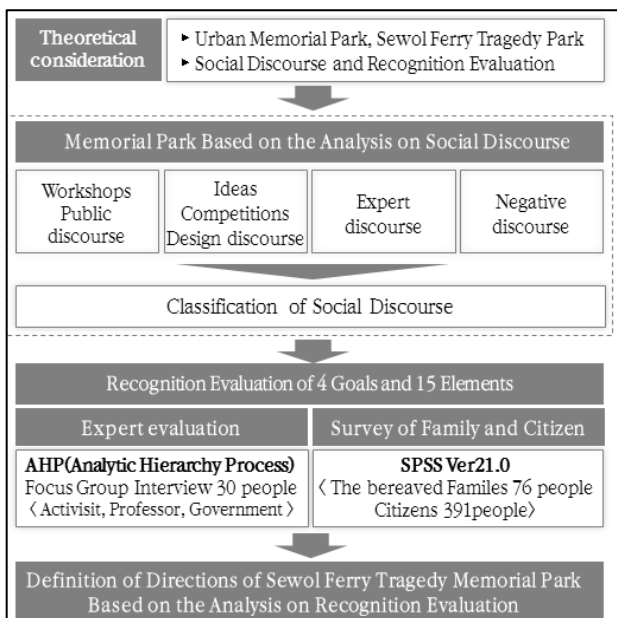 Theoretical
consideration
▸ Urban Memorial Park, Sewol Ferry Tragedy Park
▸ Social Discourse and Recognition Evaluation
Memorial Park Based on the Analysis on Social Discourse
Workshops
Public
discourse
Ideas
Competitions
Design discourse
Expert
discourse
Negative
discourse
Classification of Social Discourse
Recognition Evaluation of 4 Goals and 15 Elements
Expert evaluation
Survey of Family and Citizen
AHP(Analytic Hierarchy Process)
Focus Group Interview 30 people
〈 Activisit, Professor, Government 〉
SPSS Ver21.0
〈 The bereaved Familes 76 people
Citizens 391people〉
Definition of Directions of Sewol Ferry Tragedy Memorial Park
Based on the Analysis on Recognition Evaluation